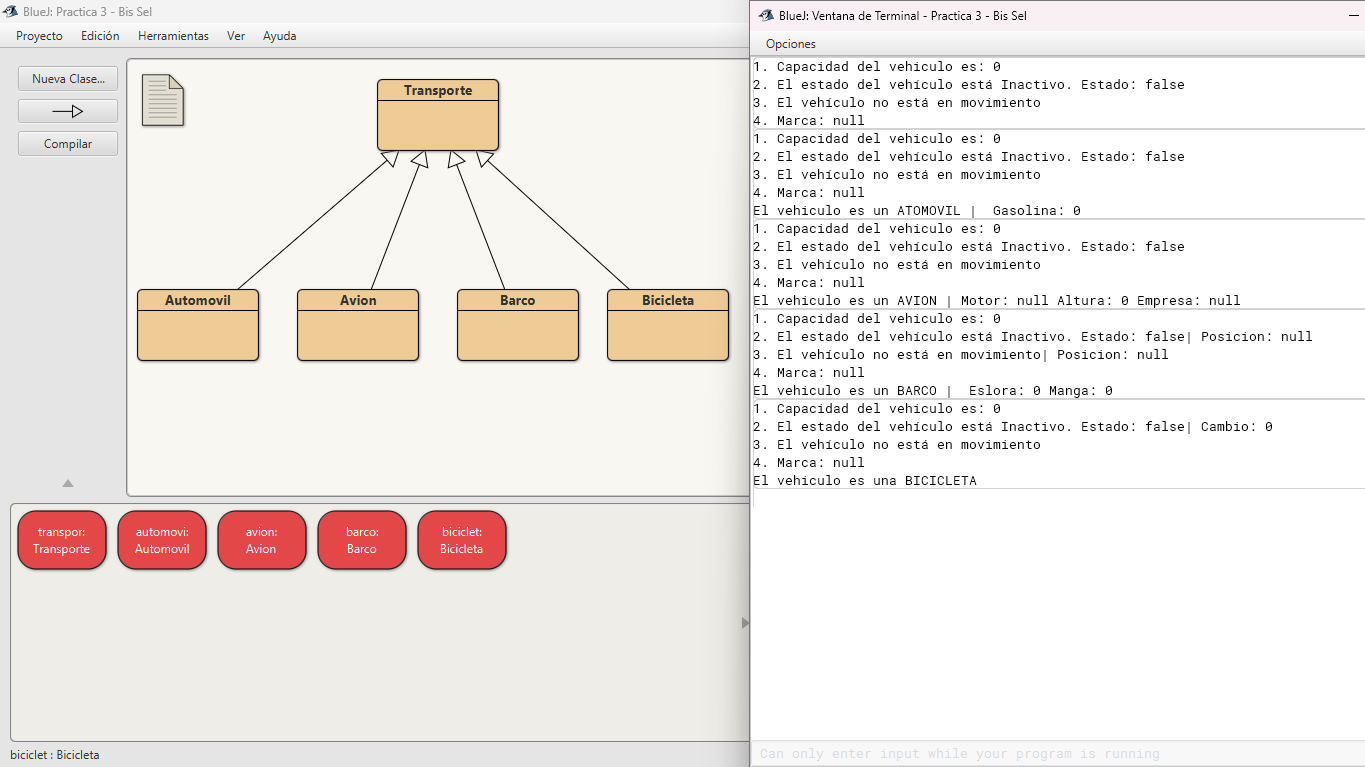 BlueJ: Practica 3 - Bis Sel
Proyecto Edición Herramientas Ver Ayuda
Nueva Clase...
Compilar
Transporte
Automovil
Avion
Barco
Bicicleta
transpor:
Transporte
automovi:
Automovil
avion:
Avion
barco:
Barco
biciclet:
Bicicleta
biciclet : Bicicleta
BlueJ: Ventana de Terminal - Practica 3 - Bis Sel
Opciones
1. Capacidad del vehiculo es: 0
2. El estado del vehículo está Inactivo. Estado: false
3. El vehículo no está en movimiento
4. Marca: null
1. Capacidad del vehiculo es: 0
2. El estado del vehículo está Inactivo. Estado: false
3. El vehículo no está en movimiento
4. Marca: null
El vehiculo es un ATOMOVIL |  Gasolina: 0
1. Capacidad del vehiculo es: 0
2. El estado del vehículo está Inactivo. Estado: false
3. El vehículo no está en movimiento
4. Marca: null
El vehiculo es un AVION | Motor: null Altura: 0 Empresa: null
1. Capacidad del vehiculo es: 0
2. El estado del vehículo está Inactivo. Estado: false| Posicion: null
3. El vehículo no está en movimiento| Posicion: null
4. Marca: null
El vehiculo es un BARCO |  Eslora: 0 Manga: 0
1. Capacidad del vehiculo es: 0
2. El estado del vehículo está Inactivo. Estado: false| Cambio: 0
3. El vehículo no está en movimiento
4. Marca: null
El vehiculo es una BICICLETA
Can only enter input while your program is running